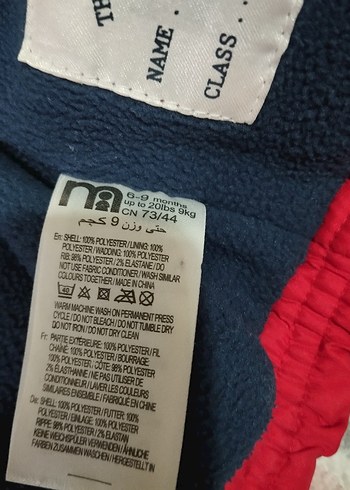 TH
NAME . . .
CLASS . . .
m
6-9 months
up to 20lbs 9kg
CN 73/44
حتى وزن 9 كجم
En: SHELL: 100% POLYESTER / LINING: 100%
POLYESTER / WADDING: 100% POLYESTER
RIB: 98% POLYESTER / 2% ELASTANE / DO
NOT USE FABRIC CONDITIONER / WASH SIMILAR
COLOURS TOGETHER / MADE IN CHINA
40
WARM MACHINE WASH ON PERMANENT PRESS
CYCLE / DO NOT BLEACH / DO NOT TUMBLE DRY
DO NOT IRON / DO NOT DRY CLEAN
Fr: PARTIE EXTÉRIEURE: 100% POLYESTER / FIL
CHAÎNE: 100% POLYESTER / BOURRAGE:
100% POLYESTER / CÔTE: 98% POLYESTER
2% ÉLASTHANNE / NE PAS UTILISER DE
CONDITIONNEUR / LAVER LES COULEURS
SIMILAIRES ENSEMBLE / FABRIQUÉ EN CHINE
De: SHELL: 100% POLYESTER / FUTTER: 100%
POLYESTER / EINLAGE: 100% POLYESTER
RIPPE: 98% POLYESTER / 2% ELASTAN
KEINE WEICHSPÜLER VERWENDEN / ÄHNLICH
FARBEN ZUSAMMEN WASCHEN / HERGESTELLT IN